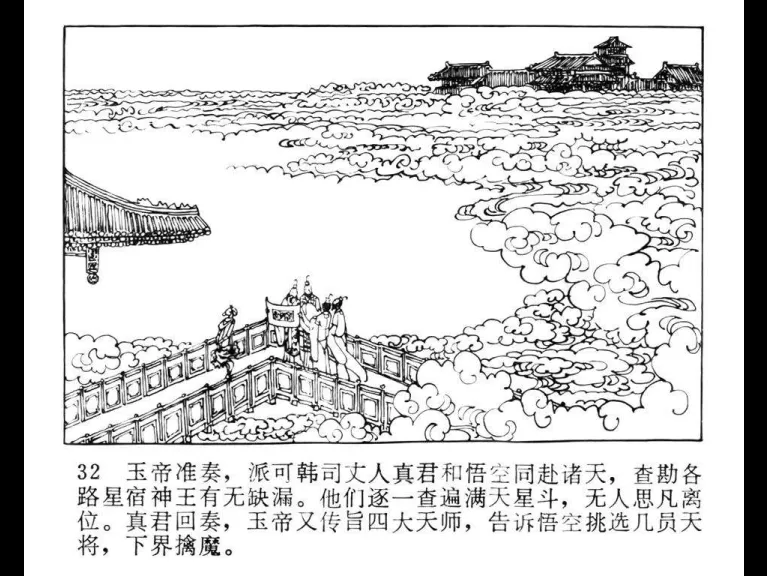 32 玉帝准奏，派可韩司丈人真君和悟空同赴诸天，查勘各
路星宿神王有无缺漏。他们逐一查遍满天星斗，无人思凡离
位。真君回奏，玉帝又传旨四大天师，告诉悟空挑选几员天
将，下界擒魔。